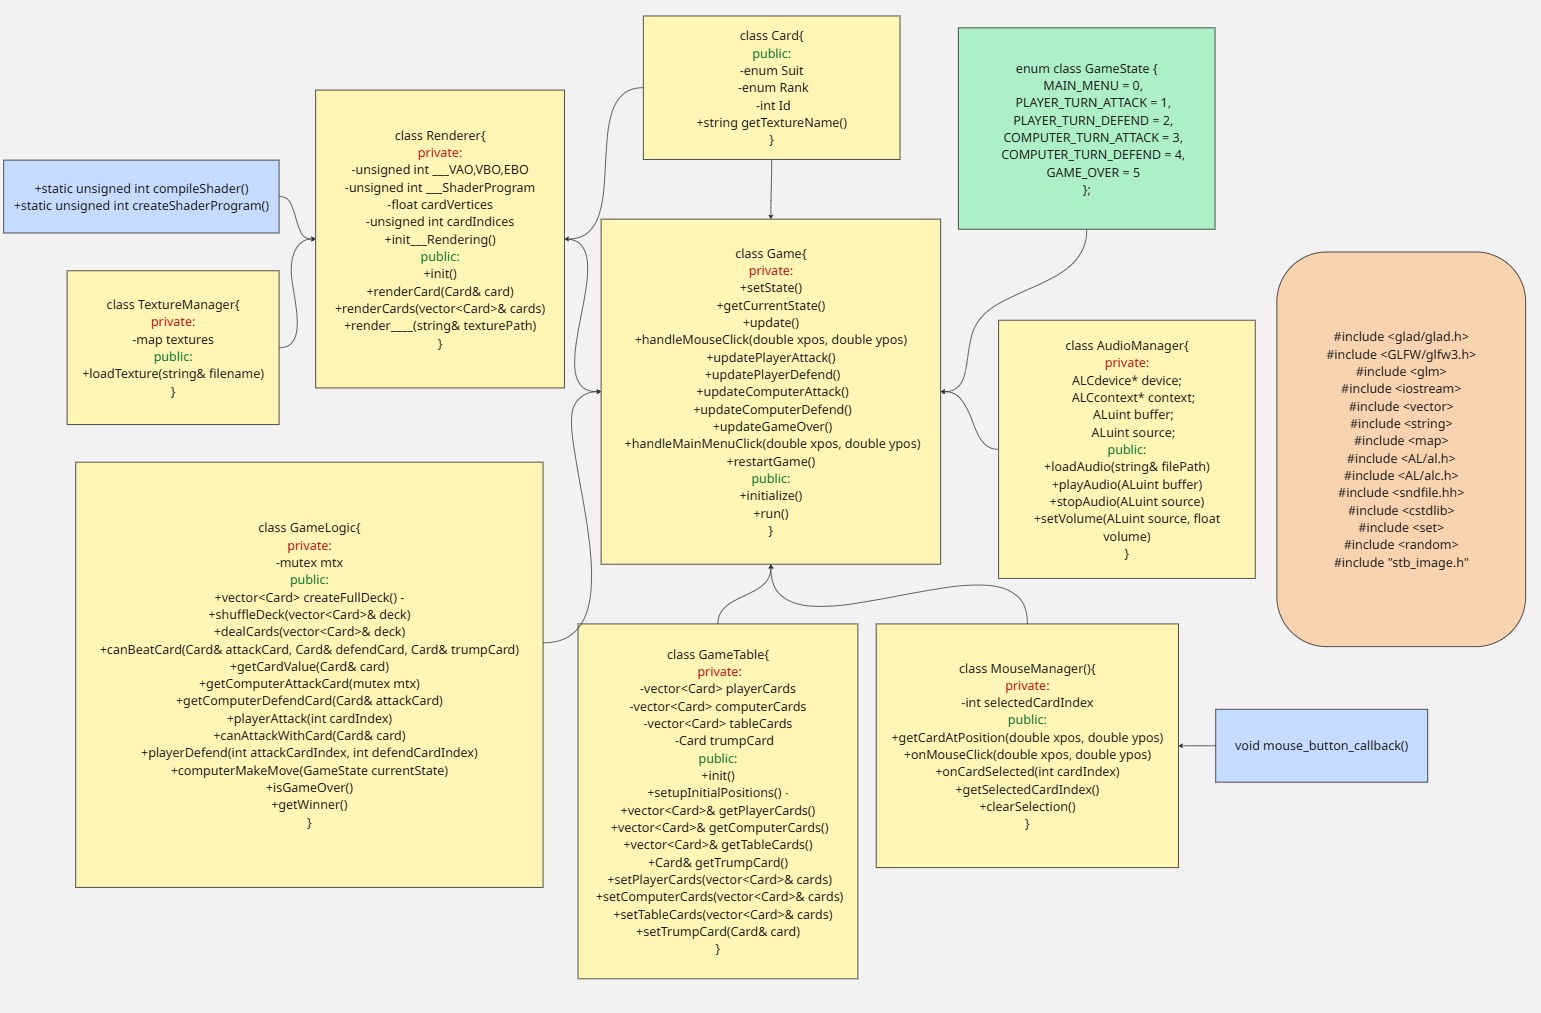 class Card{
public:
-enum Suit
-enum Rank
-int Id
+string getTextureName()
}
enum class GameState {
MAIN_MENU = 0,
PLAYER_TURN_ATTACK = 1,
PLAYER_TURN_DEFEND = 2,
COMPUTER_TURN_ATTACK = 3,
COMPUTER_TURN_DEFEND = 4,
GAME_OVER = 5
};
class Renderer{
private:
-unsigned int ___VAO,VBO,EBO
-unsigned int ___ShaderProgram
-float cardVertices
-unsigned int cardIndices
+init___Rendering()
public:
+init()
+renderCard(Card& card)
+renderCards(vector<Card>& cards)
+render____(string& texturePath)
}
+static unsigned int compileShader()
+static unsigned int createShaderProgram()
class TextureManager{
private:
-map textures
public:
+loadTexture(string& filename)
}
class Game{
private:
+setState()
+getCurrentState()
+update()
+handleMouseClick(double xpos, double ypos)
+updatePlayerAttack()
+updatePlayerDefend()
+updateComputerAttack()
+updateComputerDefend()
+updateGameOver()
+handleMainMenuClick(double xpos, double ypos)
+restartGame()
public:
+initialize()
+run()
}
class AudioManager{
private:
ALCdevice* device;
ALCcontext* context;
ALuint buffer;
ALuint source;
public:
+loadAudio(string& filePath)
+playAudio(ALuint buffer)
+stopAudio(ALuint source)
+setVolume(ALuint source, float
volume)
}
#include <glad/glad.h>
#include <GLFW/glfw3.h>
#include <glm>
#include <iostream>
#include <vector>
#include <string>
#include <map>
#include <AL/al.h>
#include <AL/alc.h>
#include <sndfile.hh>
#include <cstdlib>
#include <set>
#include <random>
#include "stb_image.h"
class GameLogic{
private:
-mutex mtx
public:
+vector<Card> createFullDeck() -
+shuffleDeck(vector<Card>& deck)
+dealCards(vector<Card>& deck)
+canBeatCard(Card& attackCard, Card& defendCard, Card& trumpCard)
+getCardValue(Card& card)
+getComputerAttackCard(mutex mtx)
+getComputerDefendCard(Card& attackCard)
+playerAttack(int cardIndex)
+canAttackWithCard(Card& card)
+playerDefend(int attackCardIndex, int defendCardIndex)
+computerMakeMove(GameState currentState)
+isGameOver()
+getWinner()
}
class GameTable{
private:
-vector<Card> playerCards
-vector<Card> computerCards
-vector<Card> tableCards
-Card trumpCard
public:
+init()
+setupInitialPositions() -
+vector<Card>& getPlayerCards()
+vector<Card>& getComputerCards()
+vector<Card>& getTableCards()
+Card& getTrumpCard()
+setPlayerCards(vector<Card>& cards)
+setComputerCards(vector<Card>& cards)
+setTableCards(vector<Card>& cards)
+setTrumpCard(Card& card)
}
class MouseManager(){
private:
-int selectedCardIndex
public:
+getCardAtPosition(double xpos, double ypos)
+onMouseClick(double xpos, double ypos)
+onCardSelected(int cardIndex)
+getSelectedCardIndex()
+clearSelection()
}
void mouse_button_callback()